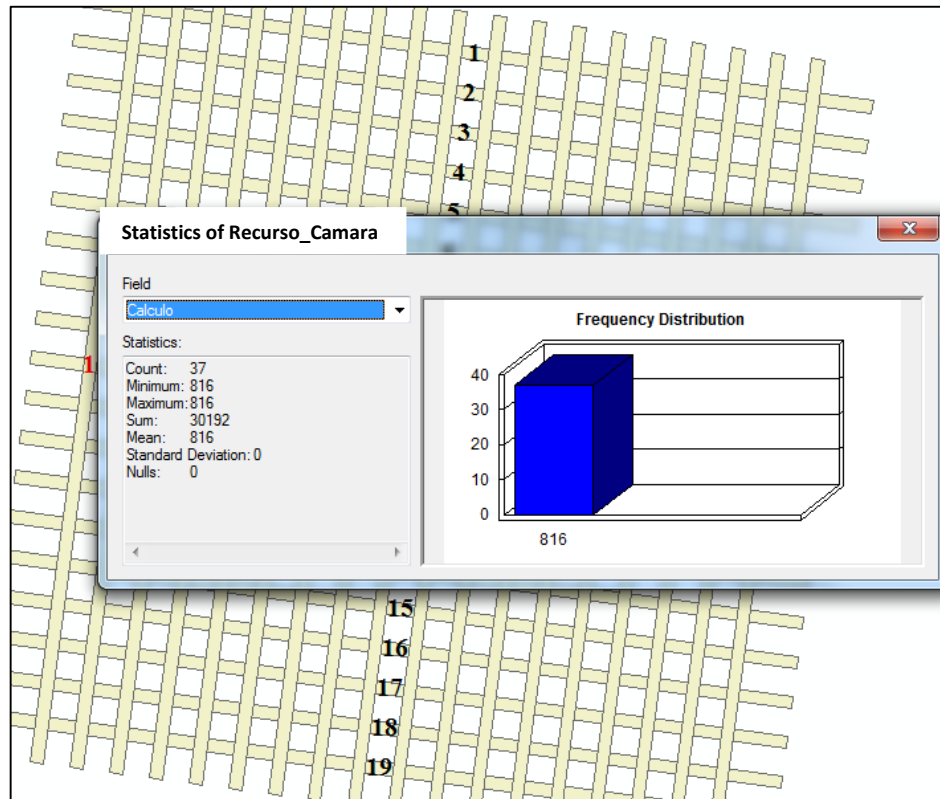 1
2
3
4
5
Statistics of Recurso_Camara
Field
Calculo
Statistics:
Count: 37
Minimum: 816
Maximum: 816
Sum: 30192
Mean: 816
Standard Deviation: 0
Nulls: 0
Frequency Distribution
40
30
20
10
0
816
1
15
16
17
18
19